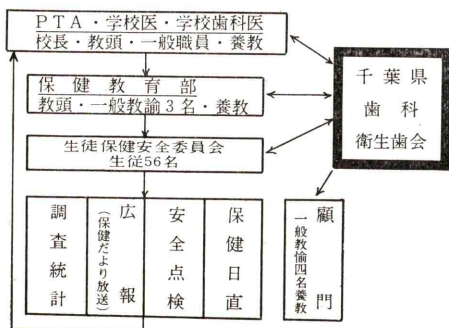 PTA・学校医・学校歯科医
校長・教頭・一般職員・養教
保健教育部
教頭・一般教諭3名・養教
生徒保健安全委員会
生従56名
千葉県
歯科
衛生歯会
調査統計
広報
(保健だより放送)
安全点検
保健日直
顧門
一般教愉四名養教